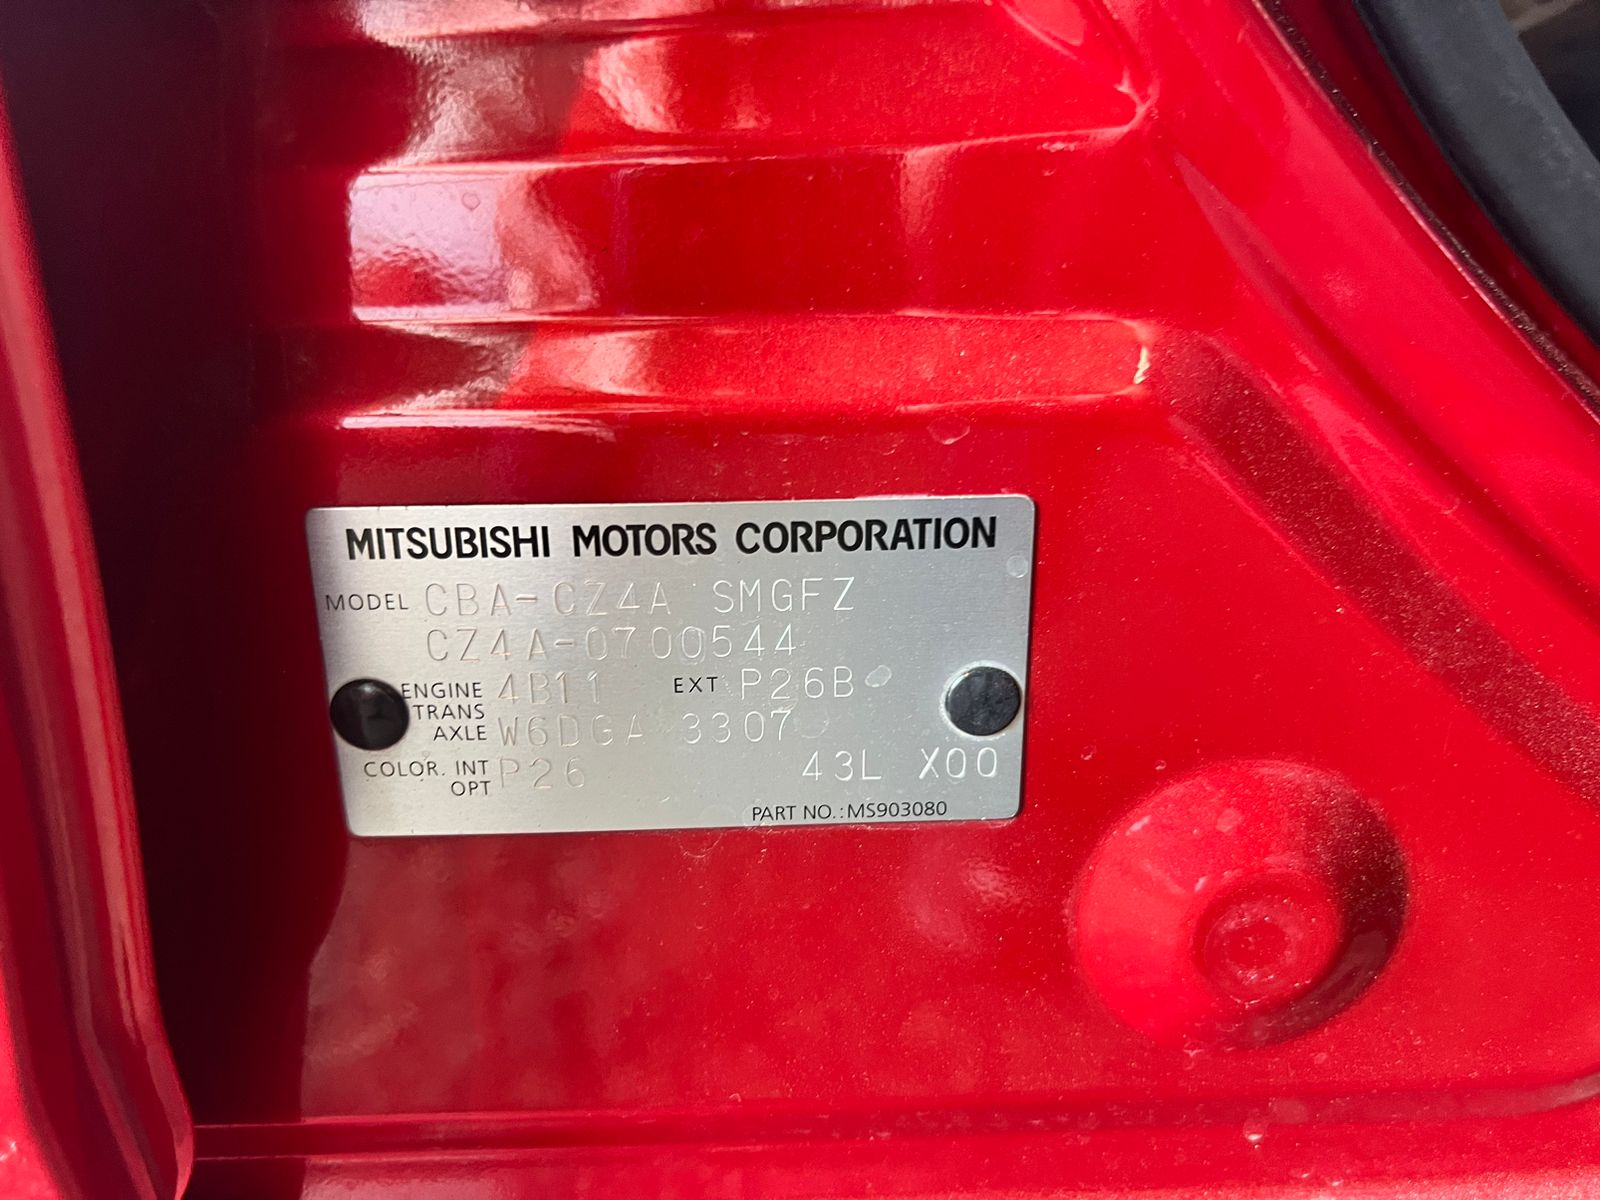 MITSUBISHI MOTORS CORPORATION
MODEL CBA-CZ4A SMGFZ
CZ4A-0700544
ENGINE 4B11 EXT P26B
TRANS
AXLE W6DGA 3307
COLOR. INT P26 43L X00
OPT
PART NO.: MS903080